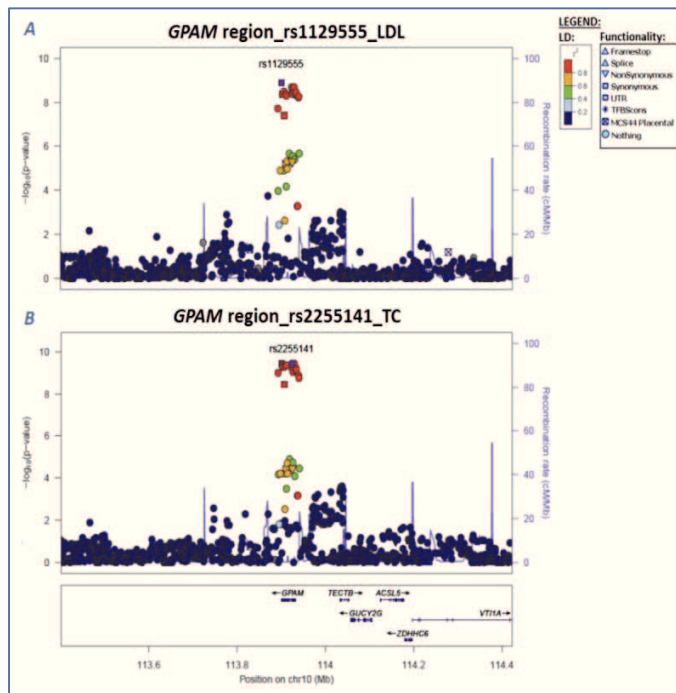 A
GPAM region_rs1129555_LDL
LEGEND:
LD:
Functionality:
r²
0.8
0.6
0.4
0.2
Framestop
Splice
NonSynonymous
Synonymous
UTR
TFBScons
MCS44 Placental
Nothing
rs1129555
10
8
6
4
2
0
−log₁₀(p-value)
100
80
60
40
20
0
Recombination rate (cM/Mb)
B
GPAM region_rs2255141_TC
rs2255141
10
8
6
4
2
0
−log₁₀(p-value)
100
80
60
40
20
0
Recombination rate (cM/Mb)
←GPAM
TECTB→
ACSL5→
←GUCY2G
VTI1A→
←ZDHHC6
113.6
113.8
114
114.2
114.4
Position on chr10 (Mb)